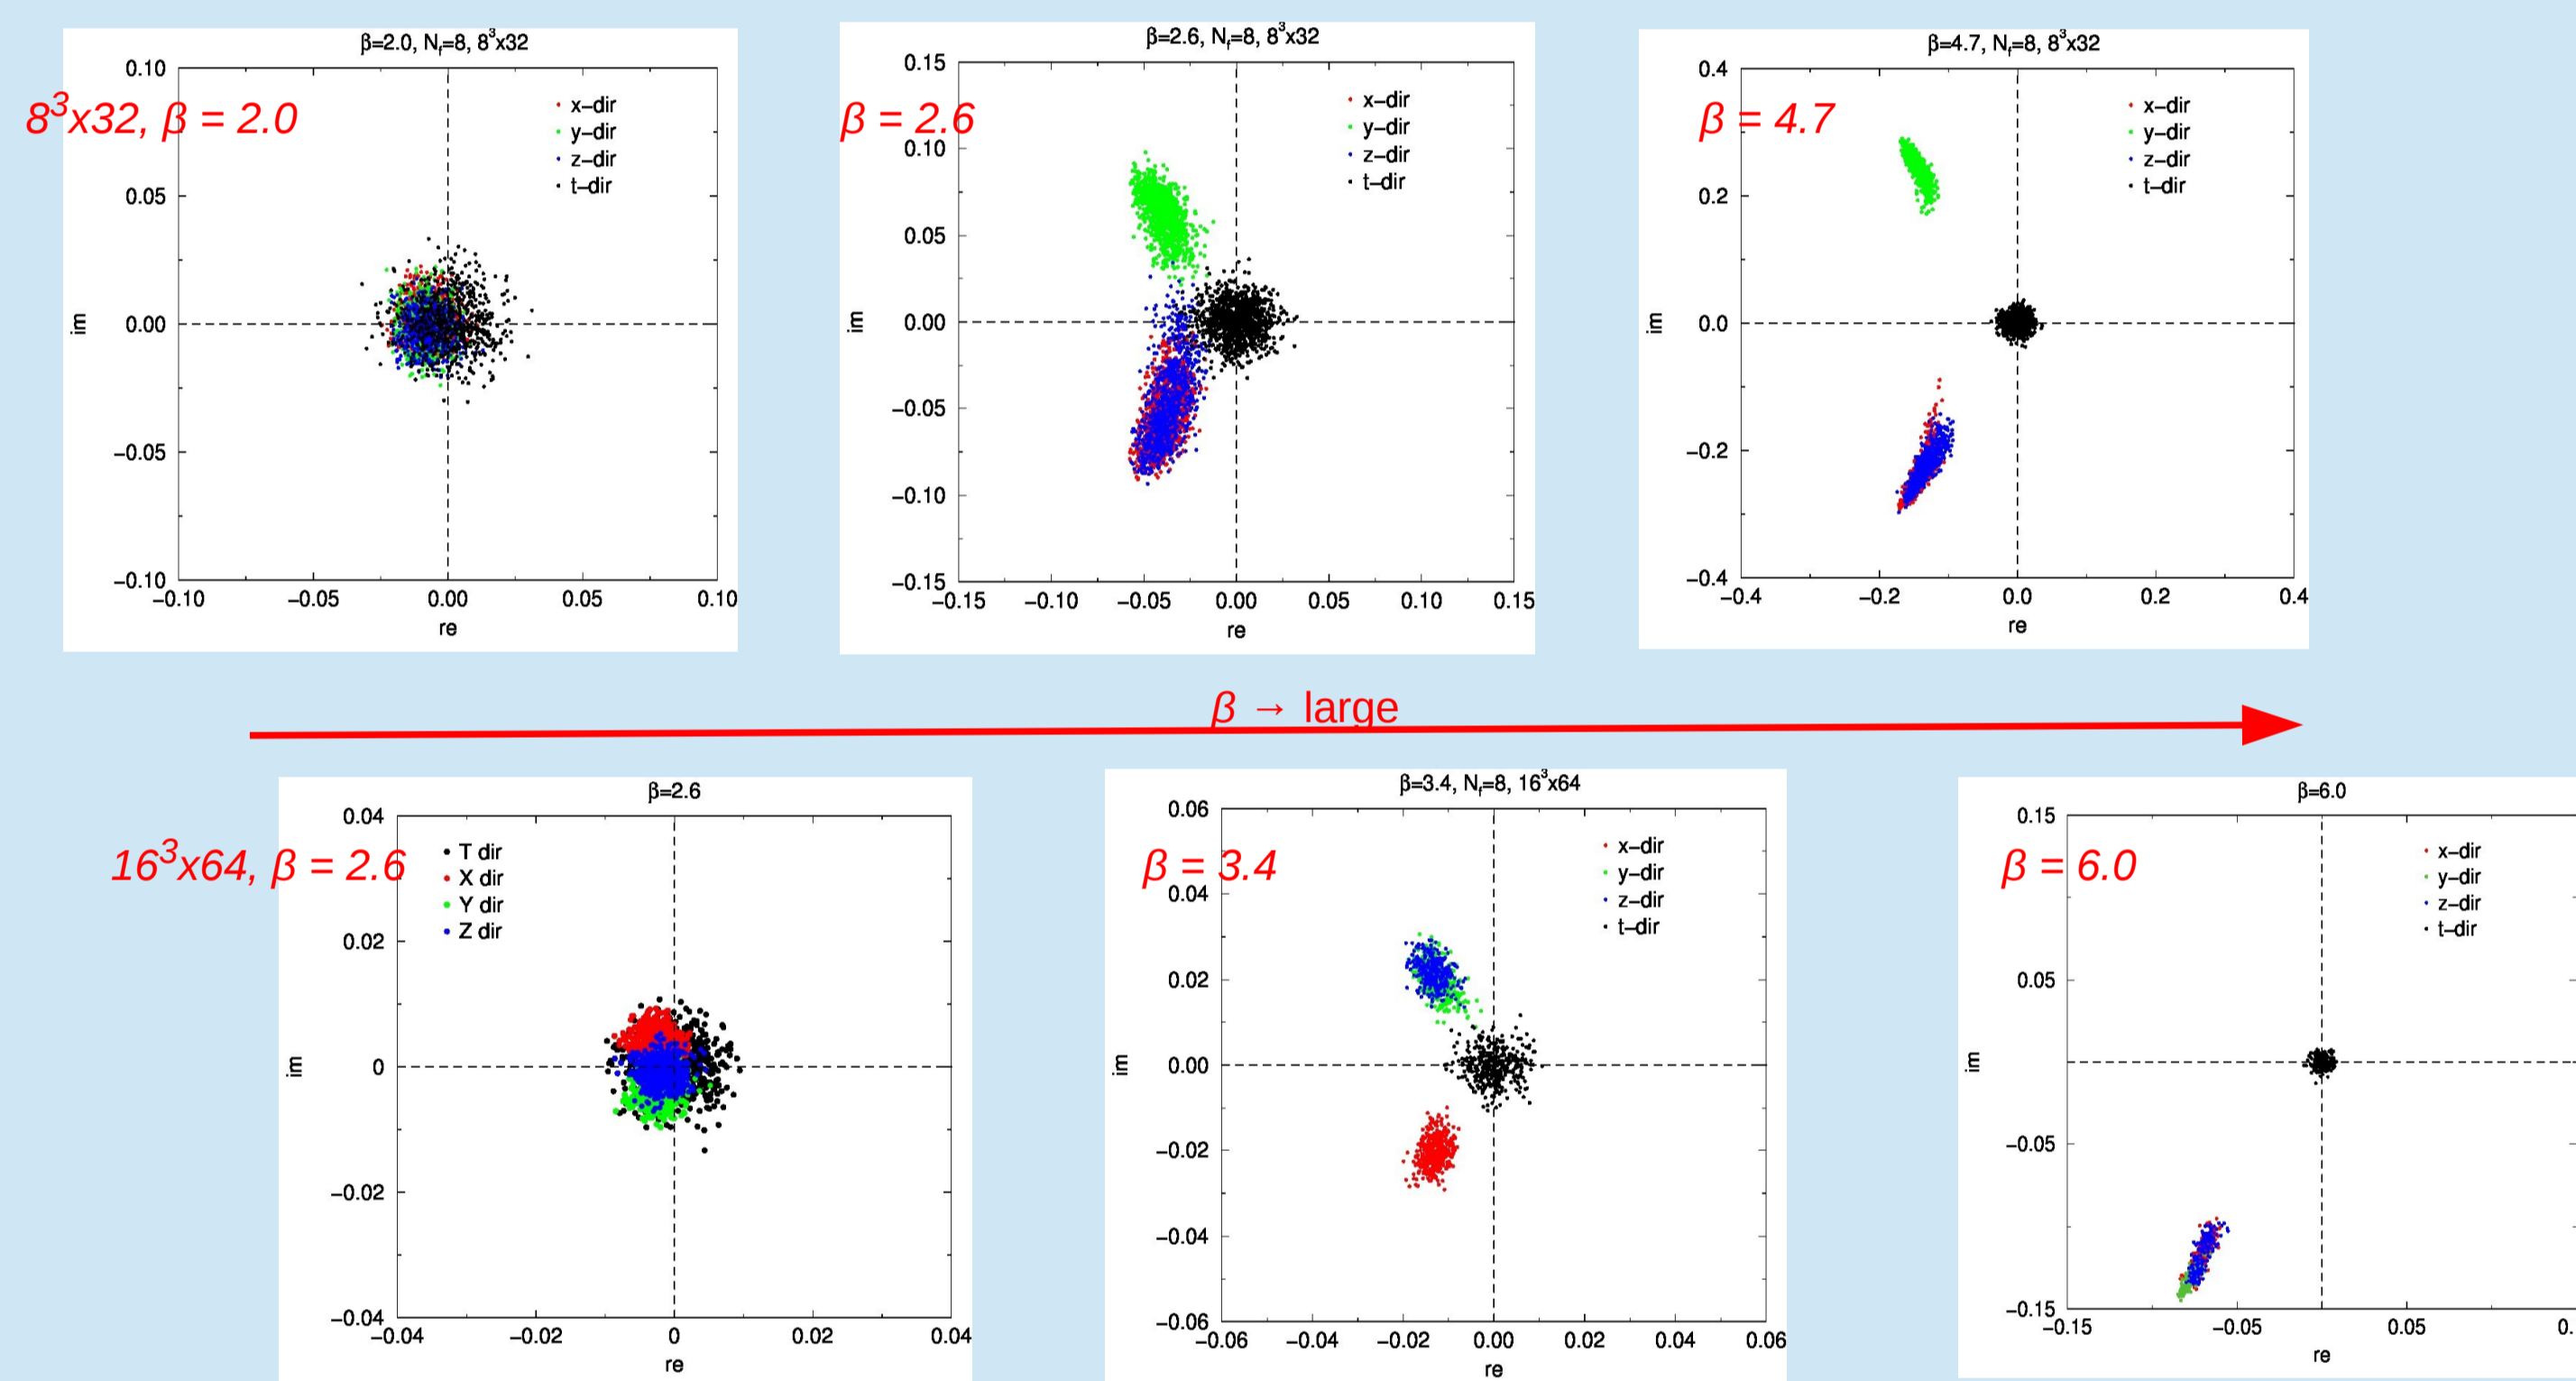 β=2.0, Nf=8, 8³x32
8³x32, β = 2.0
0.10
0.05
0.00
−0.05
−0.10
im
x−dir
y−dir
z−dir
t−dir
−0.10 −0.05 0.00 0.05 0.10
re
β=2.6, Nf=8, 8³x32
β = 2.6
0.15
0.10
0.05
0.00
−0.05
−0.10
−0.15
im
x−dir
y−dir
z−dir
t−dir
−0.15 −0.10 −0.05 0.00 0.05 0.10 0.15
re
β=4.7, Nf=8, 8³x32
β = 4.7
0.4
0.2
0.0
−0.2
−0.4
im
x−dir
y−dir
z−dir
t−dir
−0.4 −0.2 0.0 0.2 0.4
re
β → large
β=2.6
16³x64, β = 2.6
0.04
0.02
0
−0.02
−0.04
im
T dir
X dir
Y dir
Z dir
−0.04 −0.02 0 0.02 0.04
re
β=3.4, Nf=8, 16³x64
β = 3.4
0.06
0.04
0.02
0.00
−0.02
−0.04
−0.06
im
x−dir
y−dir
z−dir
t−dir
−0.06 −0.04 −0.02 0.00 0.02 0.04 0.06
re
β=6.0
β = 6.0
0.15
0.05
−0.05
−0.15
im
x−dir
y−dir
z−dir
t−dir
−0.15 −0.05 0.05
re